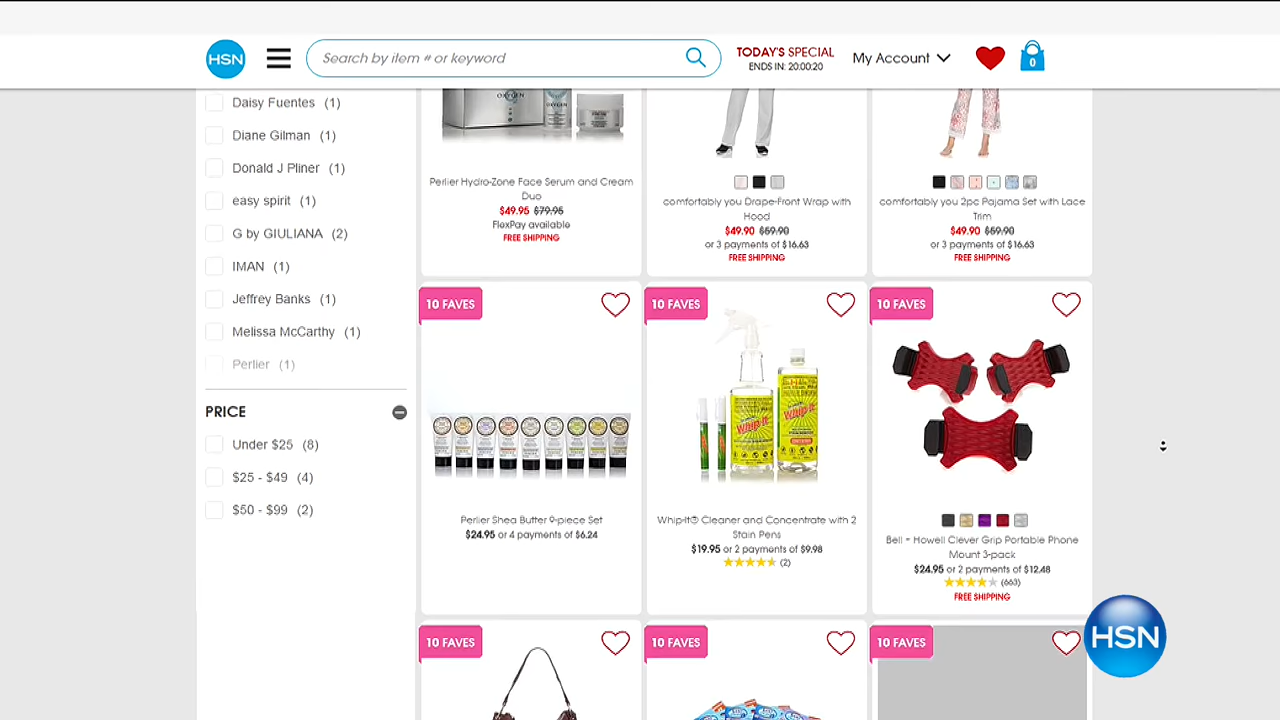 HSN
Search by item # or keyword
TODAY'S SPECIAL
ENDS IN: 20:00:20
My Account
0
Daisy Fuentes (1)
Diane Gilman (1)
Donald J Pliner (1)
easy spirit (1)
G by GIULIANA (2)
IMAN (1)
Jeffrey Banks (1)
Melissa McCarthy (1)
Perlier (1)
PRICE
Under $25 (8)
$25 - $49 (4)
$50 - $99 (2)
OXYGEN
Perlier Hydro-Zone Face Serum and Cream
Duo
$49.95 $79.95
FlexPay available
FREE SHIPPING
comfortably you Drape-Front Wrap with
Hood
$49.90 $59.90
or 3 payments of $16.63
FREE SHIPPING
comfortably you 2pc Pajama Set with Lace
Trim
$49.90 $59.90
or 3 payments of $16.63
FREE SHIPPING
10 FAVES
Perlier Shea Butter 9-piece Set
$24.95 or 4 payments of $6.24
10 FAVES
Whip-It
Whip-It
Whip-It® Cleaner and Concentrate with 2
Stain Pens
$19.95 or 2 payments of $9.98
(2)
10 FAVES
Bell + Howell Clever Grip Portable Phone
Mount 3-pack
$24.95 or 2 payments of $12.48
(663)
FREE SHIPPING
10 FAVES
10 FAVES
10 FAVES
HSN